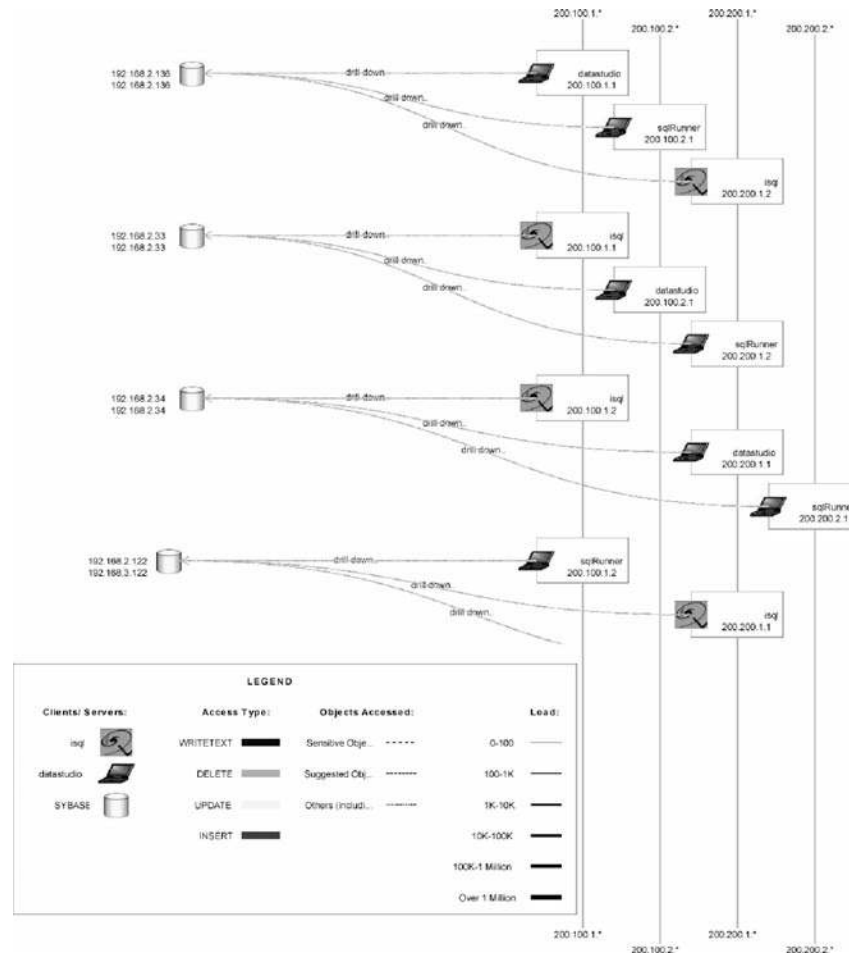 200.100.1.*
200.200.1.*
200.100.2.*
200.200.2.*
192.168.2.136
192.168.2.136
drill down..
datastudio
200.100.1.1
drill down..
sqlRunner
200.100.2.1
drill down..
isql
200.200.1.2
192.168.2.33
192.168.2.33
drill down..
isql
200.100.1.1
drill down..
datastudio
200.100.2.1
drill down..
sqlRunner
200.200.1.2
192.168.2.34
192.168.2.34
drill down..
isql
200.100.1.2
drill down..
datastudio
200.200.1.1
drill down..
sqlRunner
200.200.2.1
192.168.2.122
192.168.3.122
drill down..
sqlRunner
200.100.1.2
drill down..
isql
200.200.1.1
drill down..
LEGEND
Clients/ Servers:
Access Type:
Objects Accessed:
Load:
isql
WRITETEXT
Sensitive Obje...
0-100
datastudio
DELETE
Suggested Obj...
100-1K
SYBASE
UPDATE
Others (Includi...
1K-10K
INSERT
10K-100K
100K-1 Million
Over 1 Million
200.100.1.*
200.200.1.*
200.100.2.*
200.200.2.*